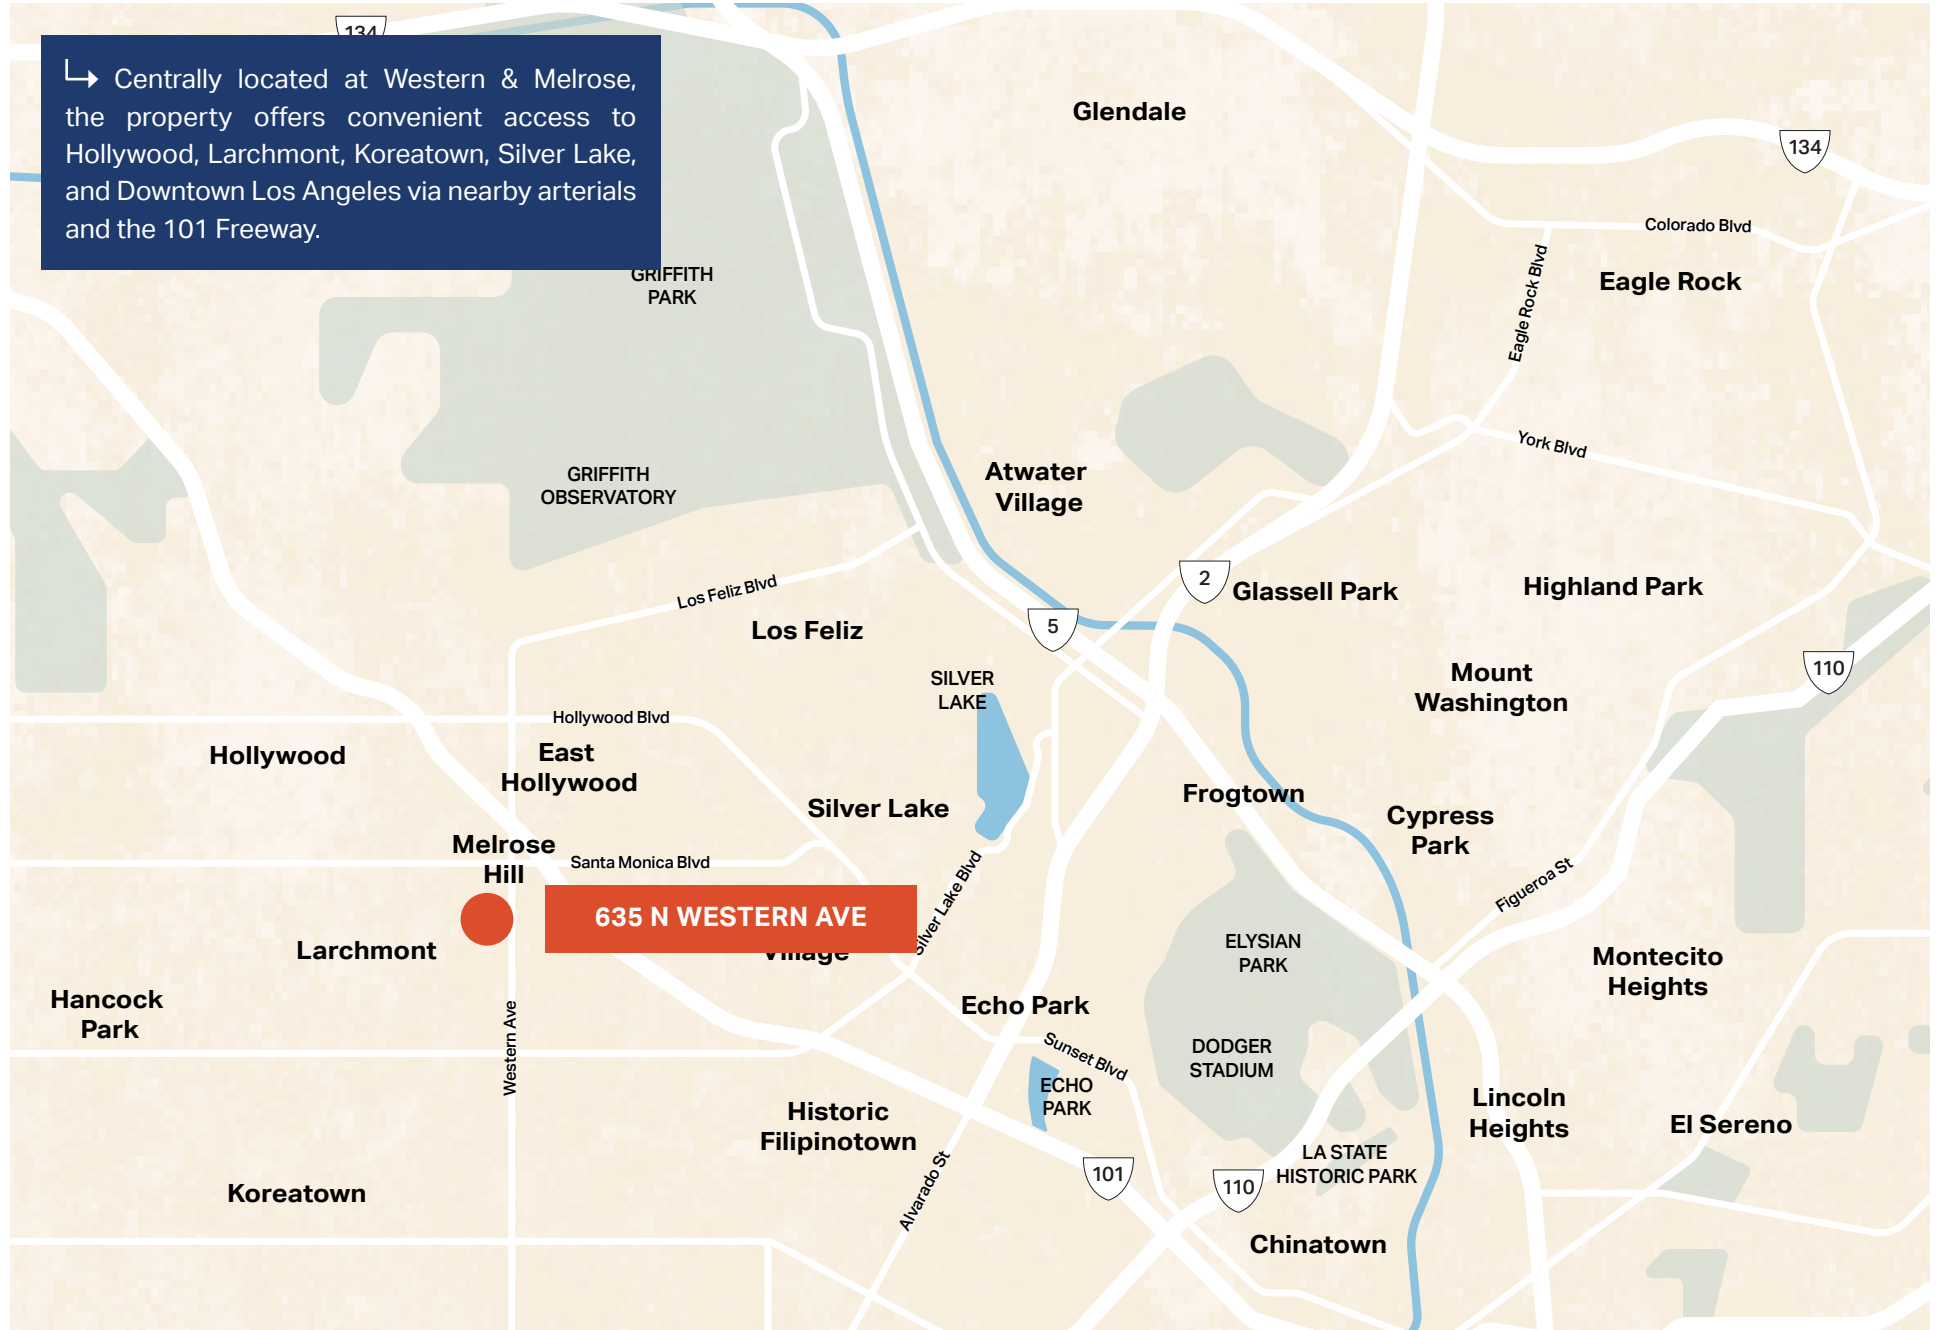 134
Centrally located at Western & Melrose,
the property offers convenient access to
Hollywood, Larchmont, Koreatown, Silver Lake,
and Downtown Los Angeles via nearby arterials
and the 101 Freeway.
Glendale
134
Colorado Blvd
Eagle Rock Blvd
Eagle Rock
GRIFFITH
PARK
York Blvd
GRIFFITH
OBSERVATORY
Atwater
Village
2
Glassell Park
Highland Park
Los Feliz Blvd
Los Feliz
5
110
Mount
Washington
SILVER
LAKE
Hollywood Blvd
Hollywood
East
Hollywood
Silver Lake
Frogtown
Cypress
Park
Melrose
Hill
Santa Monica Blvd
Silver Lake Blvd
Figueroa St
635 N WESTERN AVE
Village
Larchmont
ELYSIAN
PARK
Montecito
Heights
Hancock
Park
Western Ave
Echo Park
Sunset Blvd
DODGER
STADIUM
ECHO
PARK
Historic
Filipinotown
Lincoln
Heights
El Sereno
Koreatown
Alvarado St
101
110
LA STATE
HISTORIC PARK
Chinatown